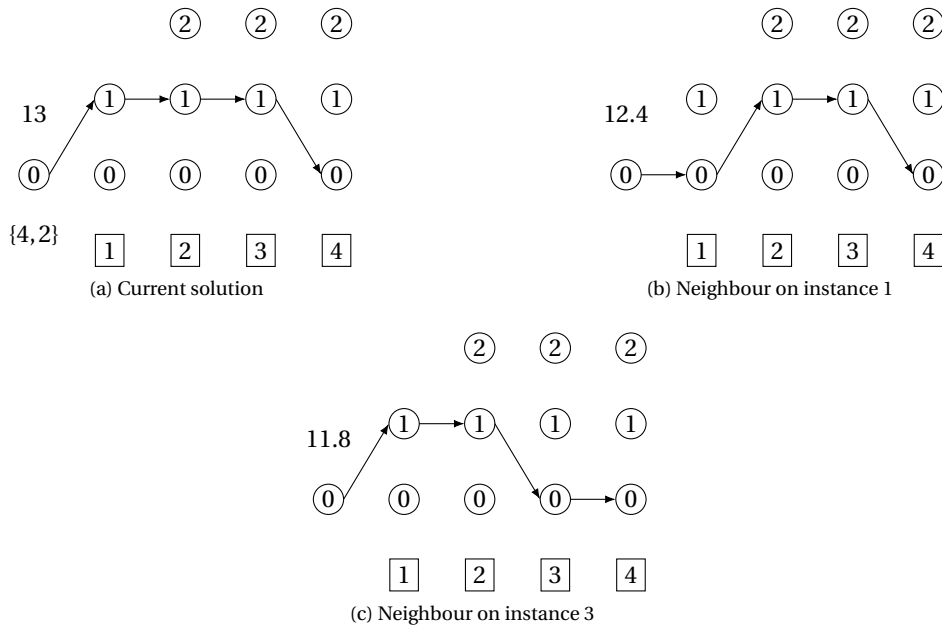 2 2 2
13 1 1 1 1
0 0 0 0 0
{4,2}
1 2 3 4
(a) Current solution
2 2 2
12.4 1 1 1 1
0 0 0 0 0
1 2 3 4
(b) Neighbour on instance 1
2 2 2
11.8 1 1 1 1
0 0 0 0 0
1 2 3 4
(c) Neighbour on instance 3